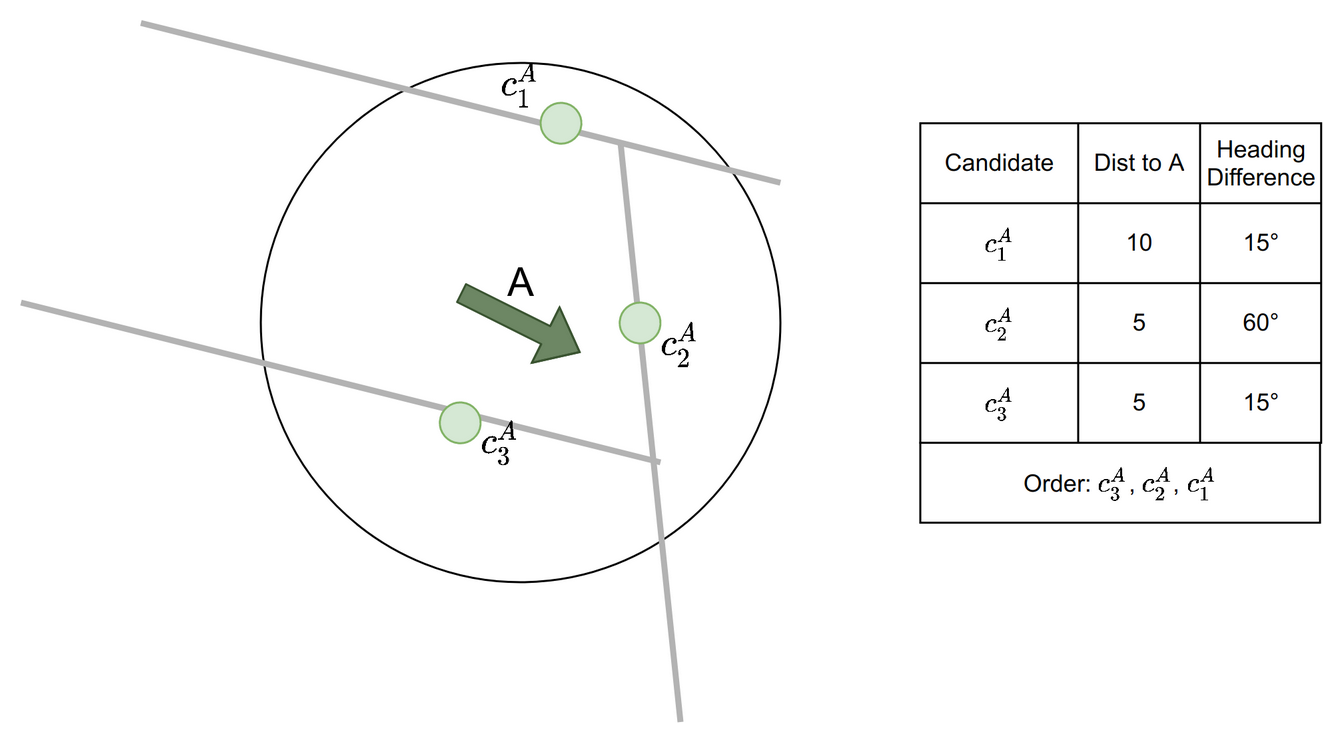 $c_1^A$
A
$c_2^A$
$c_3^A$
Candidate | Dist to A | Heading Difference
$c_1^A$ | 10 | 15°
$c_2^A$ | 5 | 60°
$c_3^A$ | 5 | 15°
Order: $c_3^A$, $c_2^A$, $c_1^A$